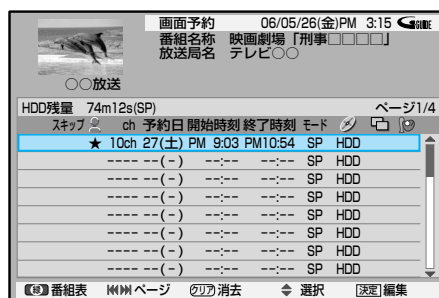 画面予約 06/05/26(金)PM 3:15 GGUIDE
番組名称 映画劇場「刑事□□□□」
放送局名 テレビ○○
○○放送
HDD残量 74m12s(SP) ページ1/4
スキップ ch 予約日 開始時刻 終了時刻 モード
★ 10ch 27(土) PM 9:03 PM10:54 SP HDD
---- --(-) --:-- --:-- SP HDD
---- --(-) --:-- --:-- SP HDD
---- --(-) --:-- --:-- SP HDD
---- --(-) --:-- --:-- SP HDD
---- --(-) --:-- --:-- SP HDD
---- --(-) --:-- --:-- SP HDD
---- --(-) --:-- --:-- SP HDD
緑 番組表 ページ クリア 消去 選択 決定 編集